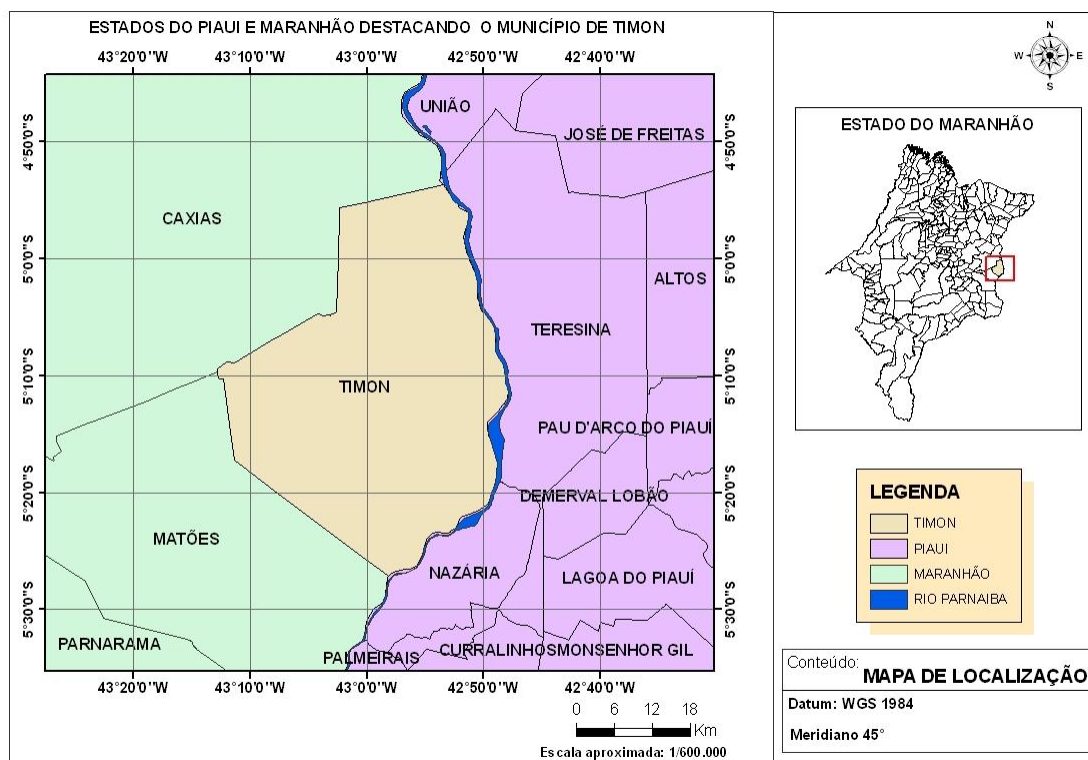 ESTADOS DO PIAUI E MARANHÃO DESTACANDO O MUNICÍPIO DE TIMON
43°20'0"W 43°10'0"W 43°0'0"W 42°50'0"W 42°40'0"W
N
W E
S
UNIÃO
JOSÉ DE FREITAS
4°50'0"S 4°50'0"S
CAXIAS
5°0'0"S 5°0'0"S
ALTOS
TERESINA
5°10'0"S 5°10'0"S
TIMON
PAU D'ARCO DO PIAUÍ
5°20'0"S 5°20'0"S
DEMERVAL LOBÃO
MATÕES
NAZÁRIA
LAGOA DO PIAUÍ
5°30'0"S 5°30'0"S
PARNARAMA
PALMEIRAIS
CURRALINHOS
MONSENHOR GIL
43°20'0"W 43°10'0"W 43°0'0"W 42°50'0"W 42°40'0"W
0 6 12 18
Km
Escala aproximada: 1/600.000
ESTADO DO MARANHÃO
LEGENDA
TIMON
PIAUI
MARANHÃO
RIO PARNAIBA
Conteúdo: MAPA DE LOCALIZAÇÃO
Datum: WGS 1984
Meridiano 45°